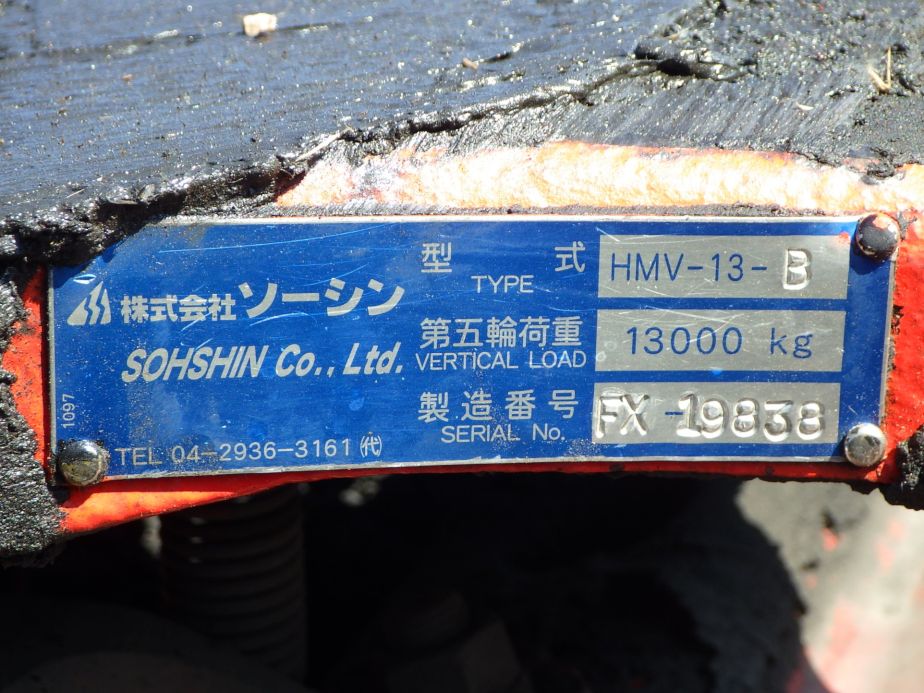 株式会社ソーシン
SOHSHIN Co., Ltd.
1097
TEL 04-2936-3161 (代)
型式 HMV-13-B
TYPE
第五輪荷重 13000 kg
VERTICAL LOAD
製造番号 FX-19838
SERIAL No.